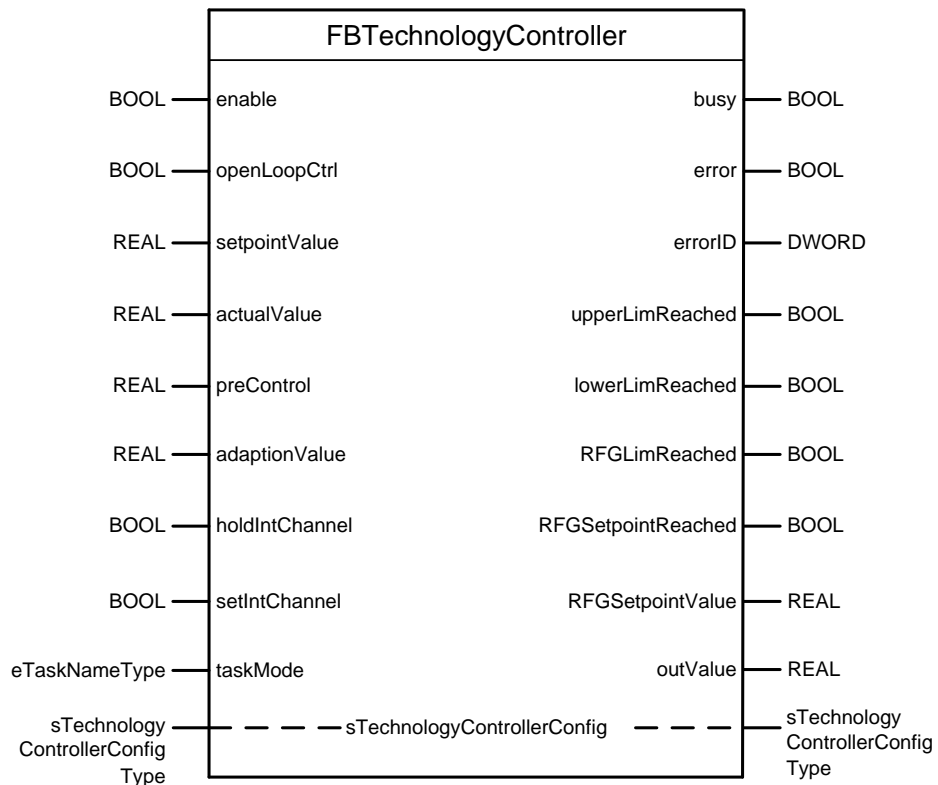 FBTechnologyController
BOOL enable busy BOOL
BOOL openLoopCtrl error BOOL
REAL setpointValue errorID DWORD
REAL actualValue upperLimReached BOOL
REAL preControl lowerLimReached BOOL
REAL adaptionValue RFGLimReached BOOL
BOOL holdIntChannel RFGSetpointReached BOOL
BOOL setIntChannel RFGSetpointValue REAL
eTaskNameType taskMode outValue REAL
sTechnology
ControllerConfig
Type
sTechnologyControllerConfig
sTechnology
ControllerConfig
Type